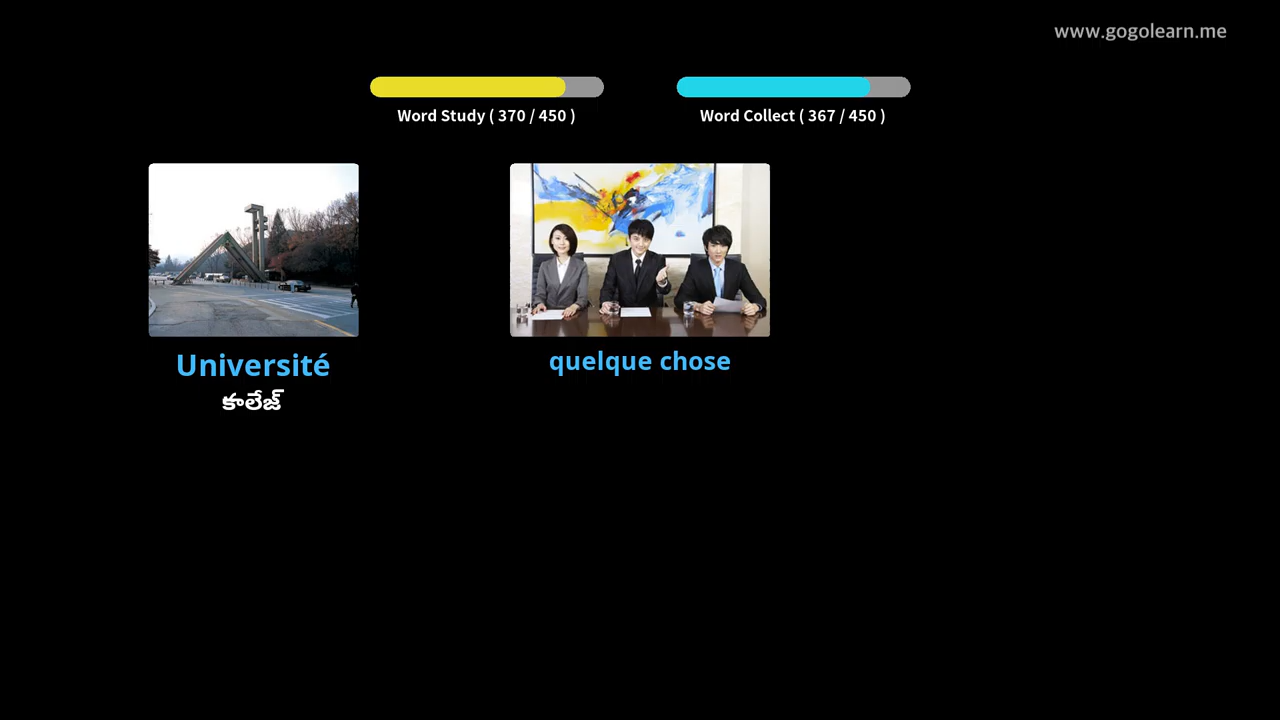 www.gogolearn.me
Word Study ( 370 / 450 )
Word Collect ( 367 / 450 )
Université
కాలేజ్
quelque chose